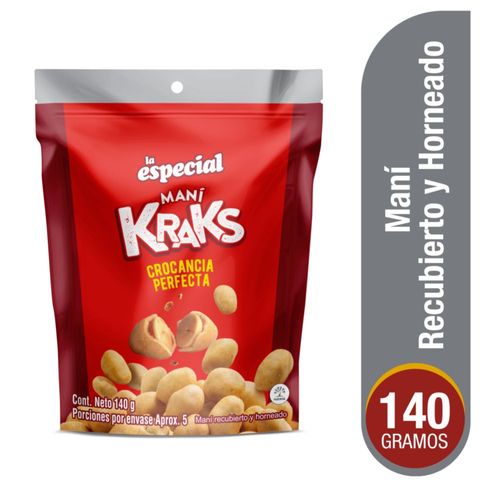 la
especial
MANÍ
KRAKS
CROCANCIA
PERFECTA
Cont. Neto 140 g
Porciones por envase Aprox. 5
Maní recubierto y horneado
Maní
Recubierto y Horneado
140
GRAMOS